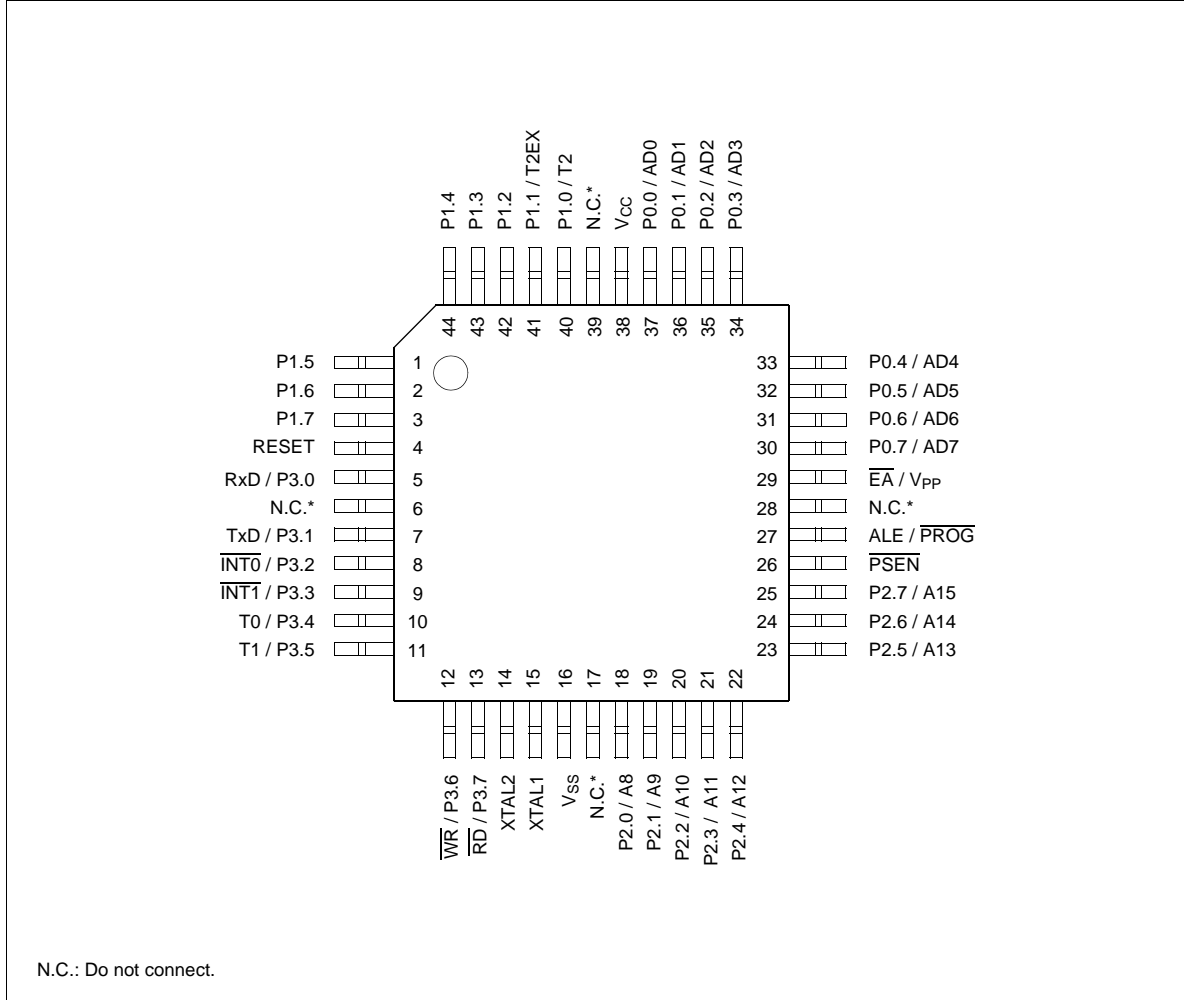 P1.4
P1.3
P1.2
P1.1 / T2EX
P1.0 / T2
N.C.*
VCC
P0.0 / AD0
P0.1 / AD1
P0.2 / AD2
P0.3 / AD3
44
43
42
41
40
39
38
37
36
35
34
P1.5 1
P1.6 2
P1.7 3
RESET 4
RxD / P3.0 5
N.C.* 6
TxD / P3.1 7
INT0 / P3.2 8
INT1 / P3.3 9
T0 / P3.4 10
T1 / P3.5 11
33 P0.4 / AD4
32 P0.5 / AD5
31 P0.6 / AD6
30 P0.7 / AD7
29 EA / VPP
28 N.C.*
27 ALE / PROG
26 PSEN
25 P2.7 / A15
24 P2.6 / A14
23 P2.5 / A13
12
13
14
15
16
17
18
19
20
21
22
WR / P3.6
RD / P3.7
XTAL2
XTAL1
VSS
N.C.*
P2.0 / A8
P2.1 / A9
P2.2 / A10
P2.3 / A11
P2.4 / A12
N.C.: Do not connect.